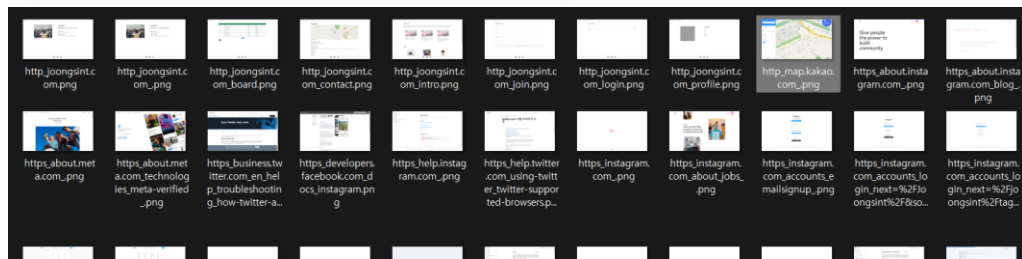 http_joongsint.c
om.png
http_joongsint.c
om_.png
http_joongsint.c
om_board.png
http_joongsint.c
om_contact.png
http_joongsint.c
om_intro.png
http_joongsint.c
om_join.png
http_joongsint.c
om_login.png
http_joongsint.c
om_profile.png
http_map.kakao.
com_.png
Give people
the power to
build
community
https_about.insta
gram.com_.png
https_about.insta
gram.com_blog_.
png
https_about.met
a.com_.png
https_about.met
a.com_technolog
ies_meta-verified
_.png
https_business.tw
itter.com_en_hel
p_troubleshootin
g_how-twitter-a...
https_developers.
facebook.com_d
ocs_instagram.pn
g
https_help.instag
ram.com_.png
https_help.twitter
.com_using-twitt
er_twitter-suppor
ted-browsers.p...
https_instagram.
com_.png
https_instagram.
com_about_jobs_
.png
https_instagram.
com_accounts_e
mailsignup_.png
https_instagram.
com_accounts_lo
gin_next=%2FJo
ongsint%2F&so...
https_instagram.
com_accounts_lo
gin_next=%2Fjo
ongsint%2Ftag...